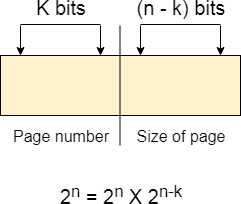 K bits (n - k) bits
Page number Size of page
2ⁿ = 2ⁿ X 2ⁿ⁻ᵏ